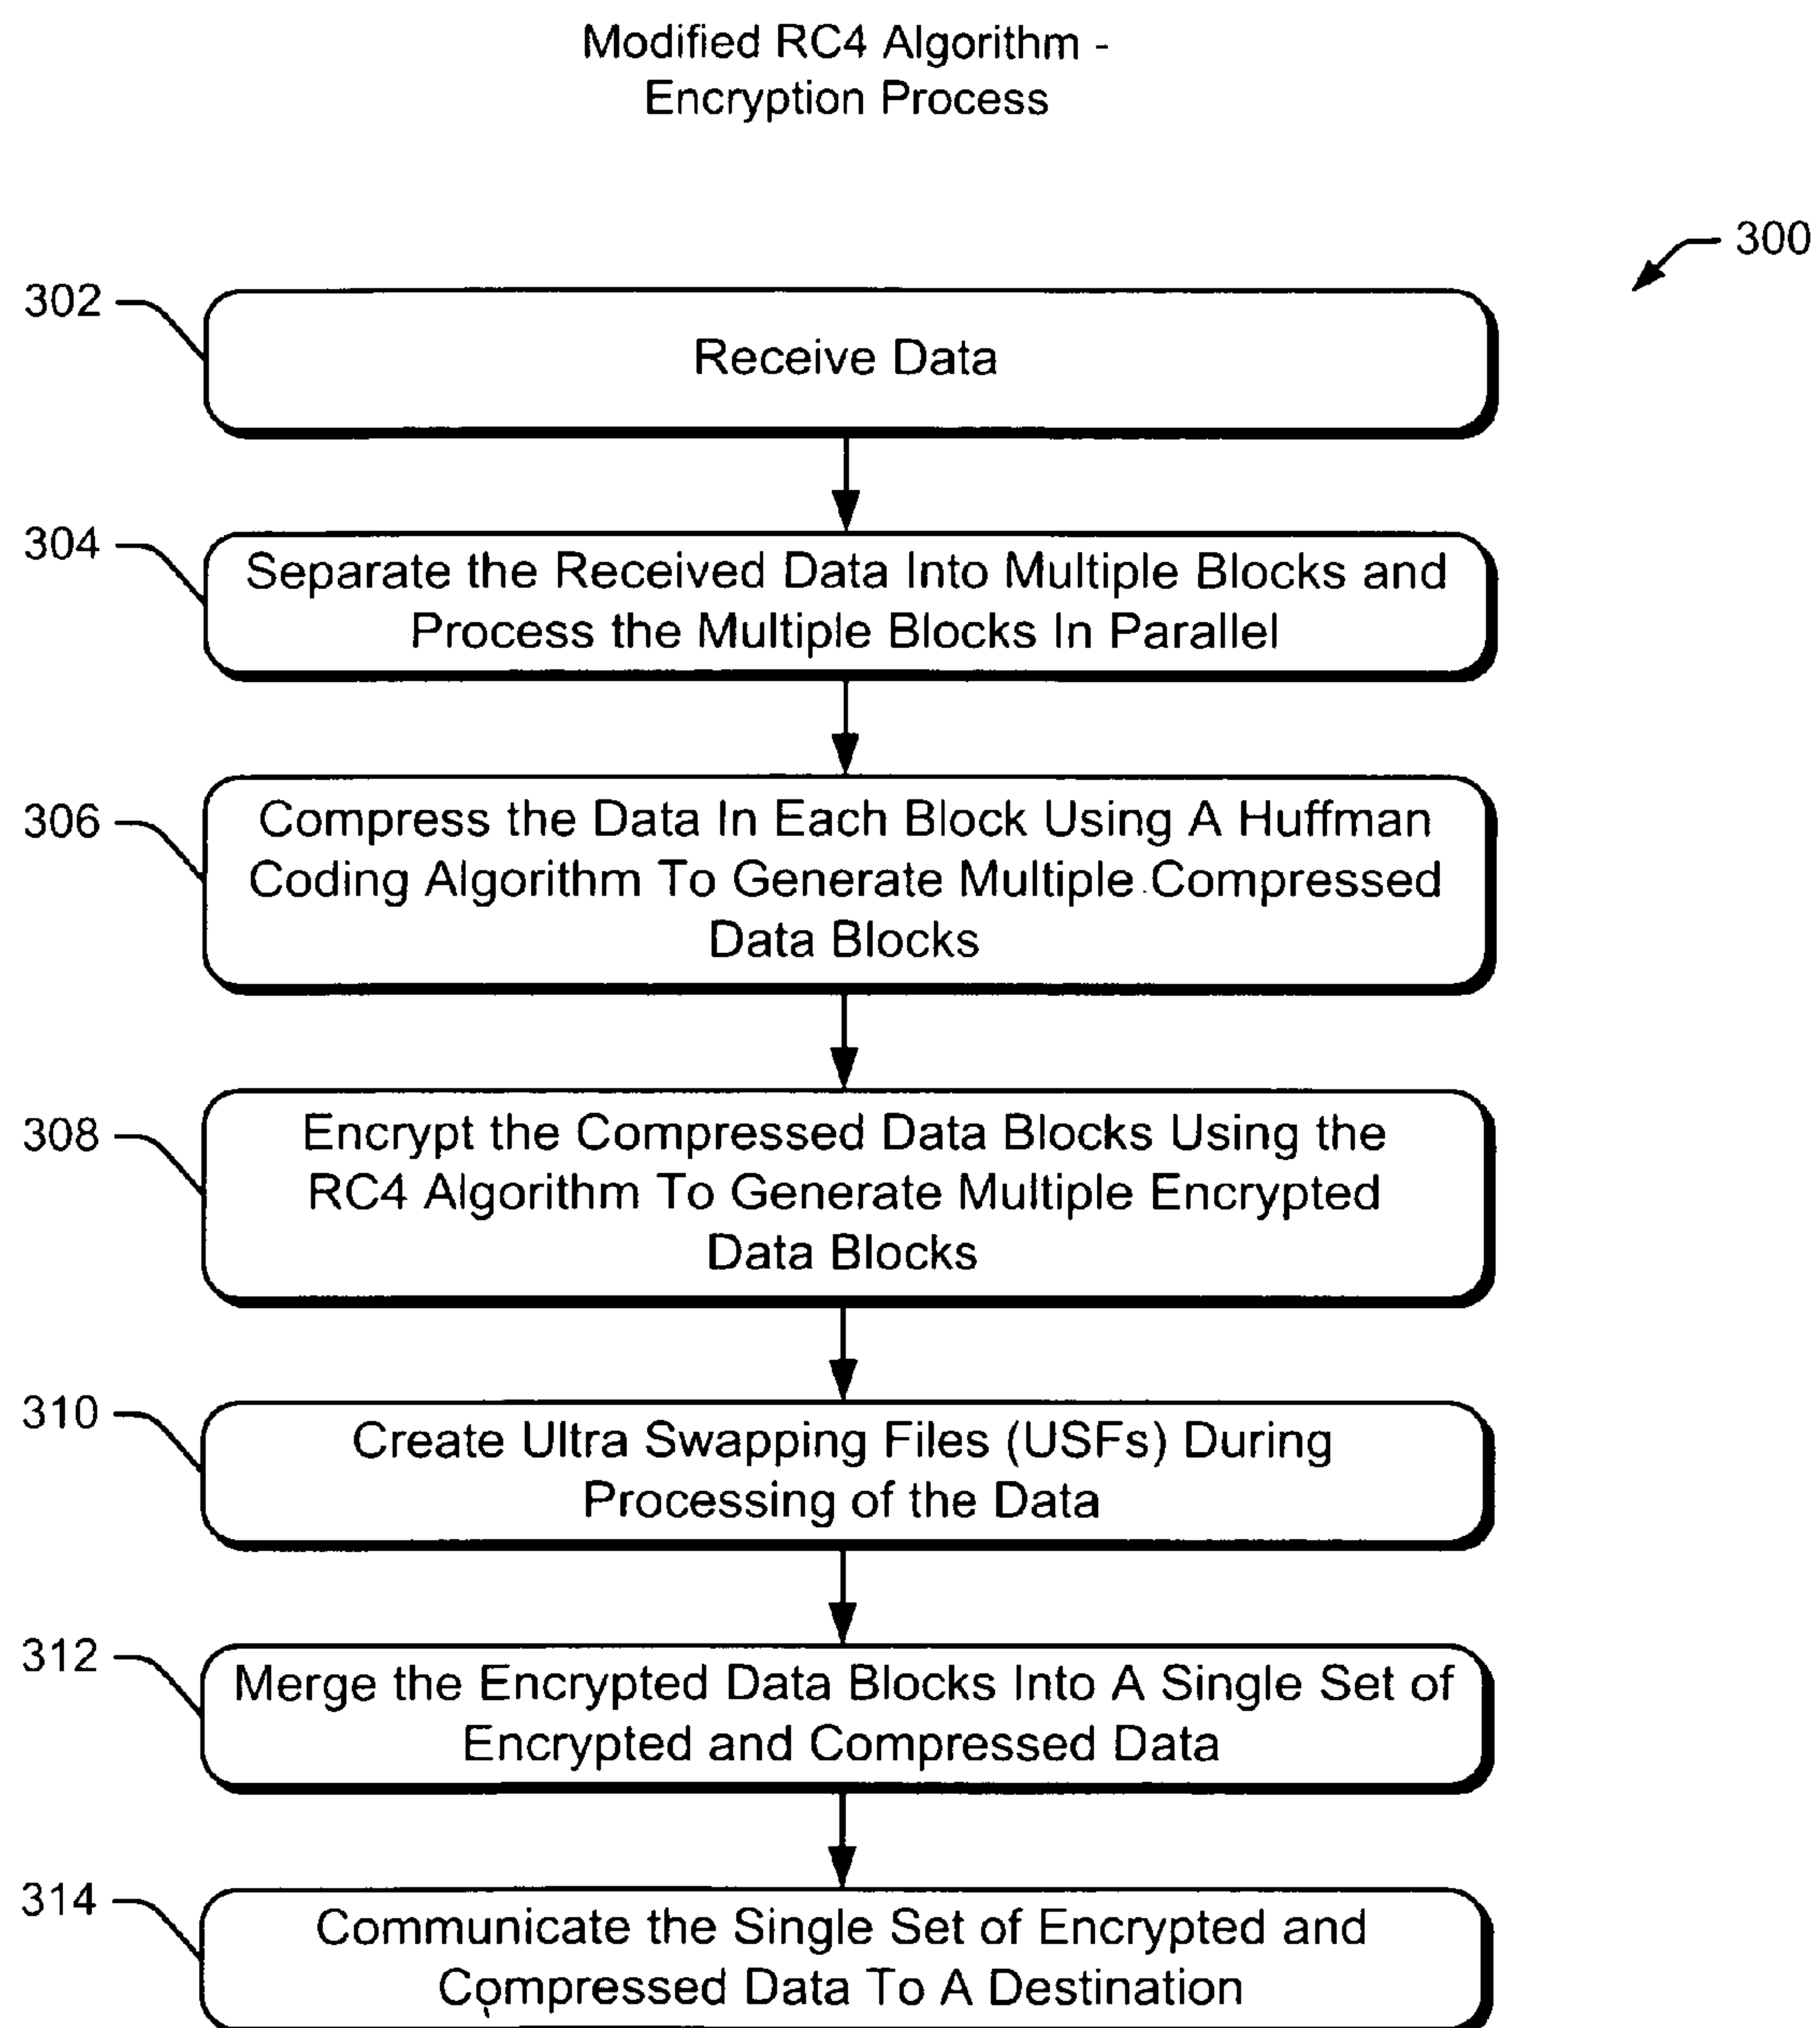 Modified RC4 Algorithm -
Encryption Process
300
302
Receive Data
304
Separate the Received Data Into Multiple Blocks and
Process the Multiple Blocks In Parallel
306
Compress the Data In Each Block Using A Huffman
Coding Algorithm To Generate Multiple Compressed
Data Blocks
308
Encrypt the Compressed Data Blocks Using the
RC4 Algorithm To Generate Multiple Encrypted
Data Blocks
310
Create Ultra Swapping Files (USFs) During
Processing of the Data
312
Merge the Encrypted Data Blocks Into A Single Set of
Encrypted and Compressed Data
314
Communicate the Single Set of Encrypted and
Compressed Data To A Destination